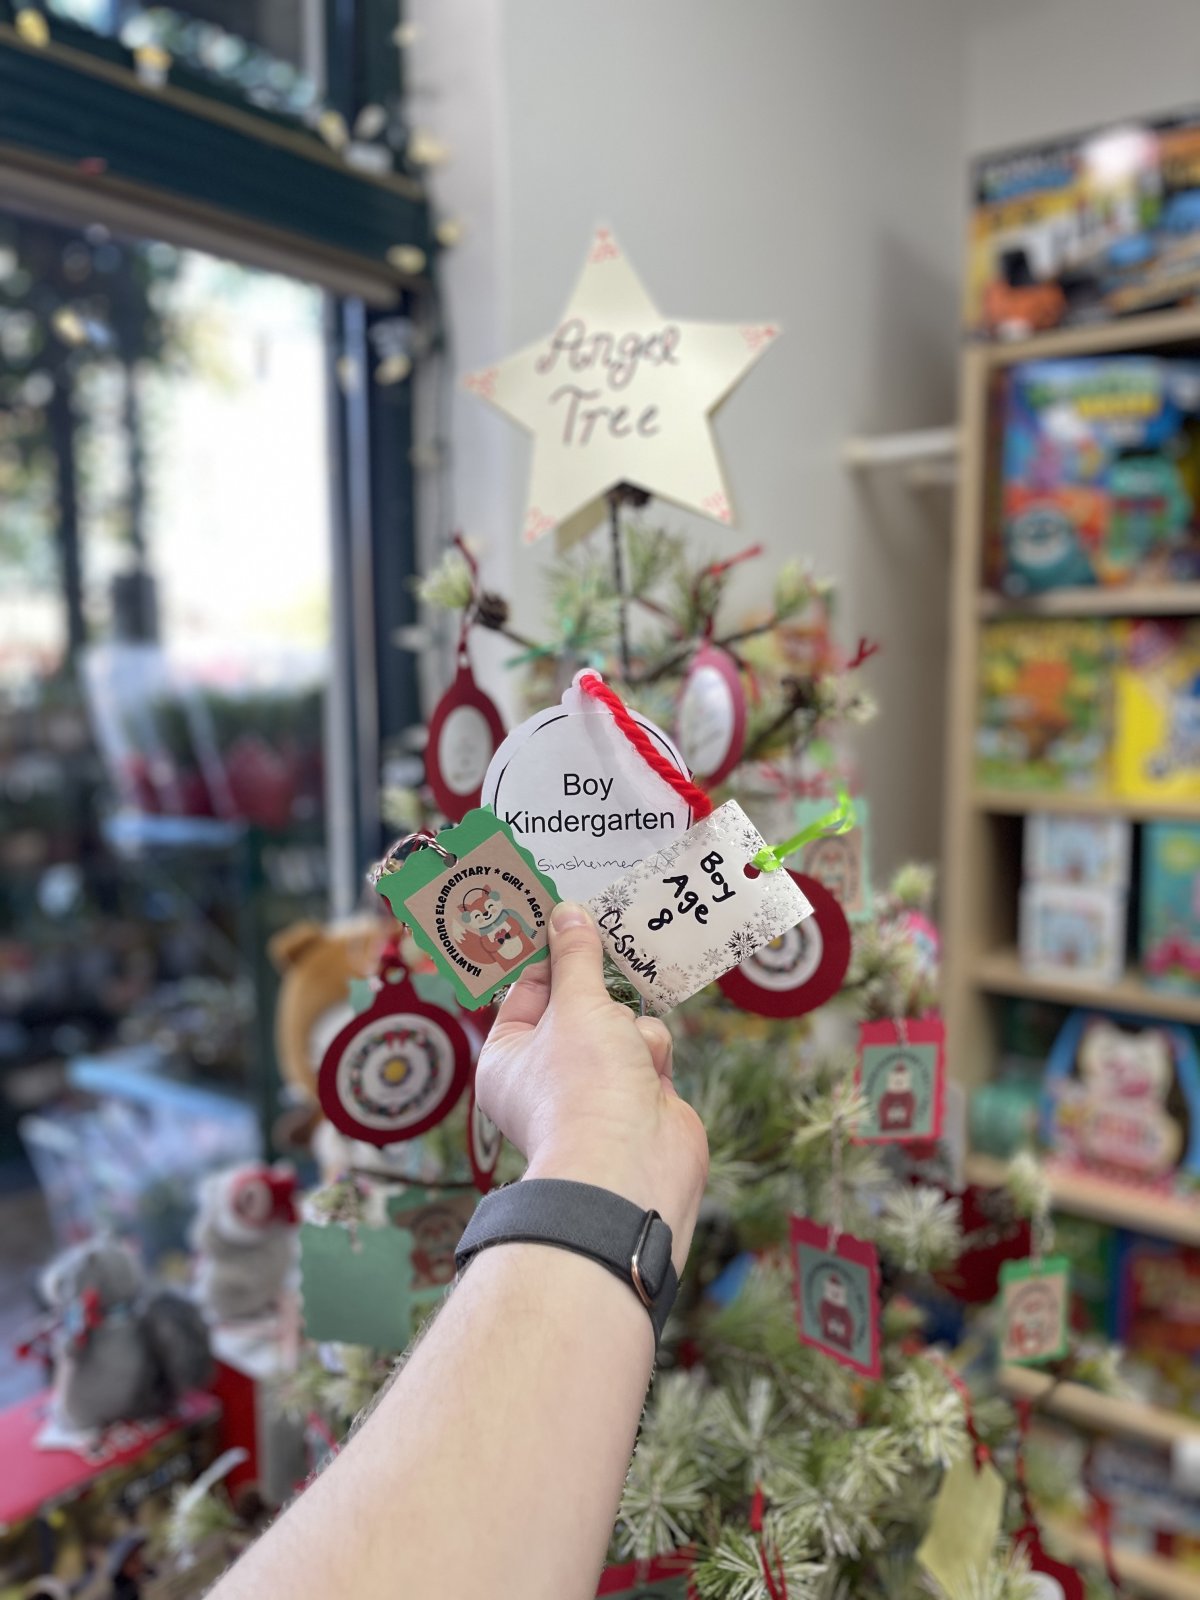 Angel
Tree
Boy
Kindergarten
Sinsheimer
HAWTHORNE ELEMENTARY * GIRL * AGE 5
Boy
Age
8
CLSmith